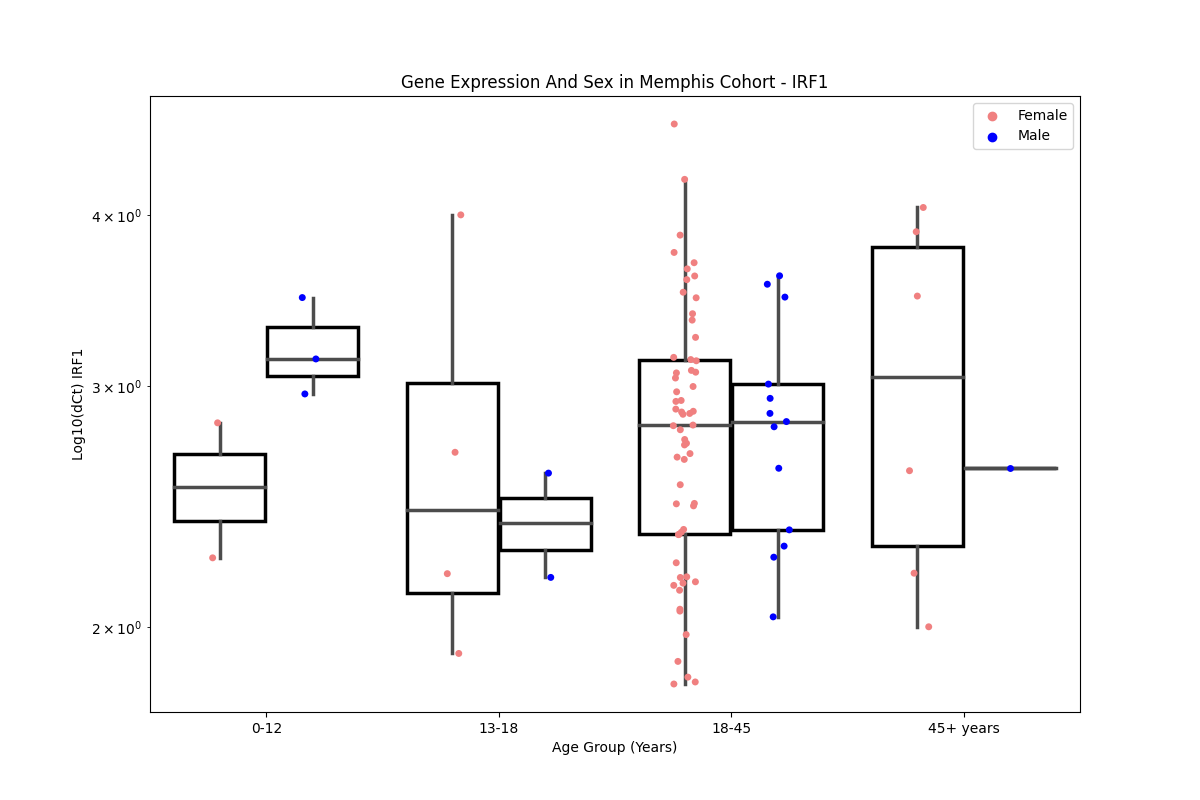 Gene Expression And Sex in Memphis Cohort - IRF1
Female
Male
Log10(dCt) IRF1
4 × 10⁰
3 × 10⁰
2 × 10⁰
0-12
13-18
18-45
45+ years
Age Group (Years)